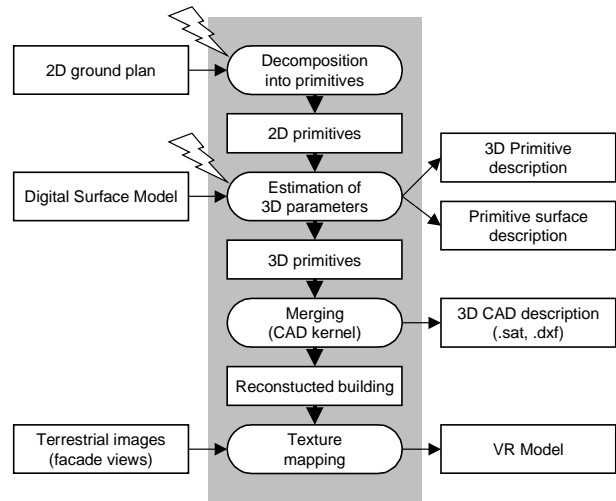 2D ground plan
Decomposition
into primitives
2D primitives
3D Primitive
description
Digital Surface Model
Estimation of
3D parameters
Primitive surface
description
3D primitives
Merging
(CAD kernel)
3D CAD description
(.sat, .dxf)
Reconstucted building
Terrestrial images
(facade views)
Texture
mapping
VR Model